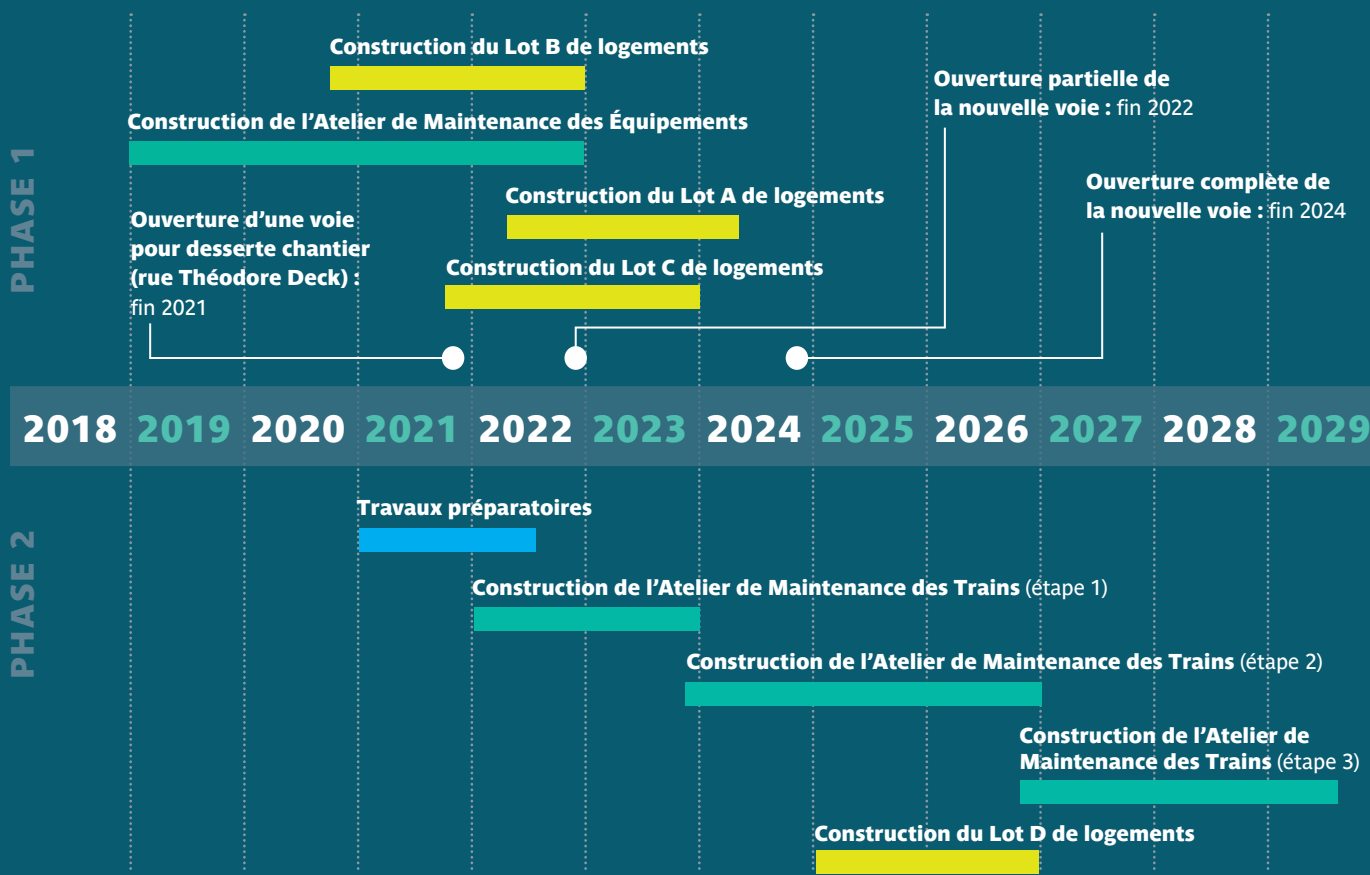 PHASE 1
Construction du Lot B de logements
Ouverture partielle de
la nouvelle voie : fin 2022
Construction de l'Atelier de Maintenance des Équipements
Ouverture complète de
la nouvelle voie : fin 2024
Construction du Lot A de logements
Ouverture d'une voie
pour desserte chantier
(rue Théodore Deck) :
fin 2021
Construction du Lot C de logements
2018 2019 2020 2021 2022 2023 2024 2025 2026 2027 2028 2029
PHASE 2
Travaux préparatoires
Construction de l'Atelier de Maintenance des Trains (étape 1)
Construction de l'Atelier de Maintenance des Trains (étape 2)
Construction de l'Atelier de
Maintenance des Trains (étape 3)
Construction du Lot D de logements